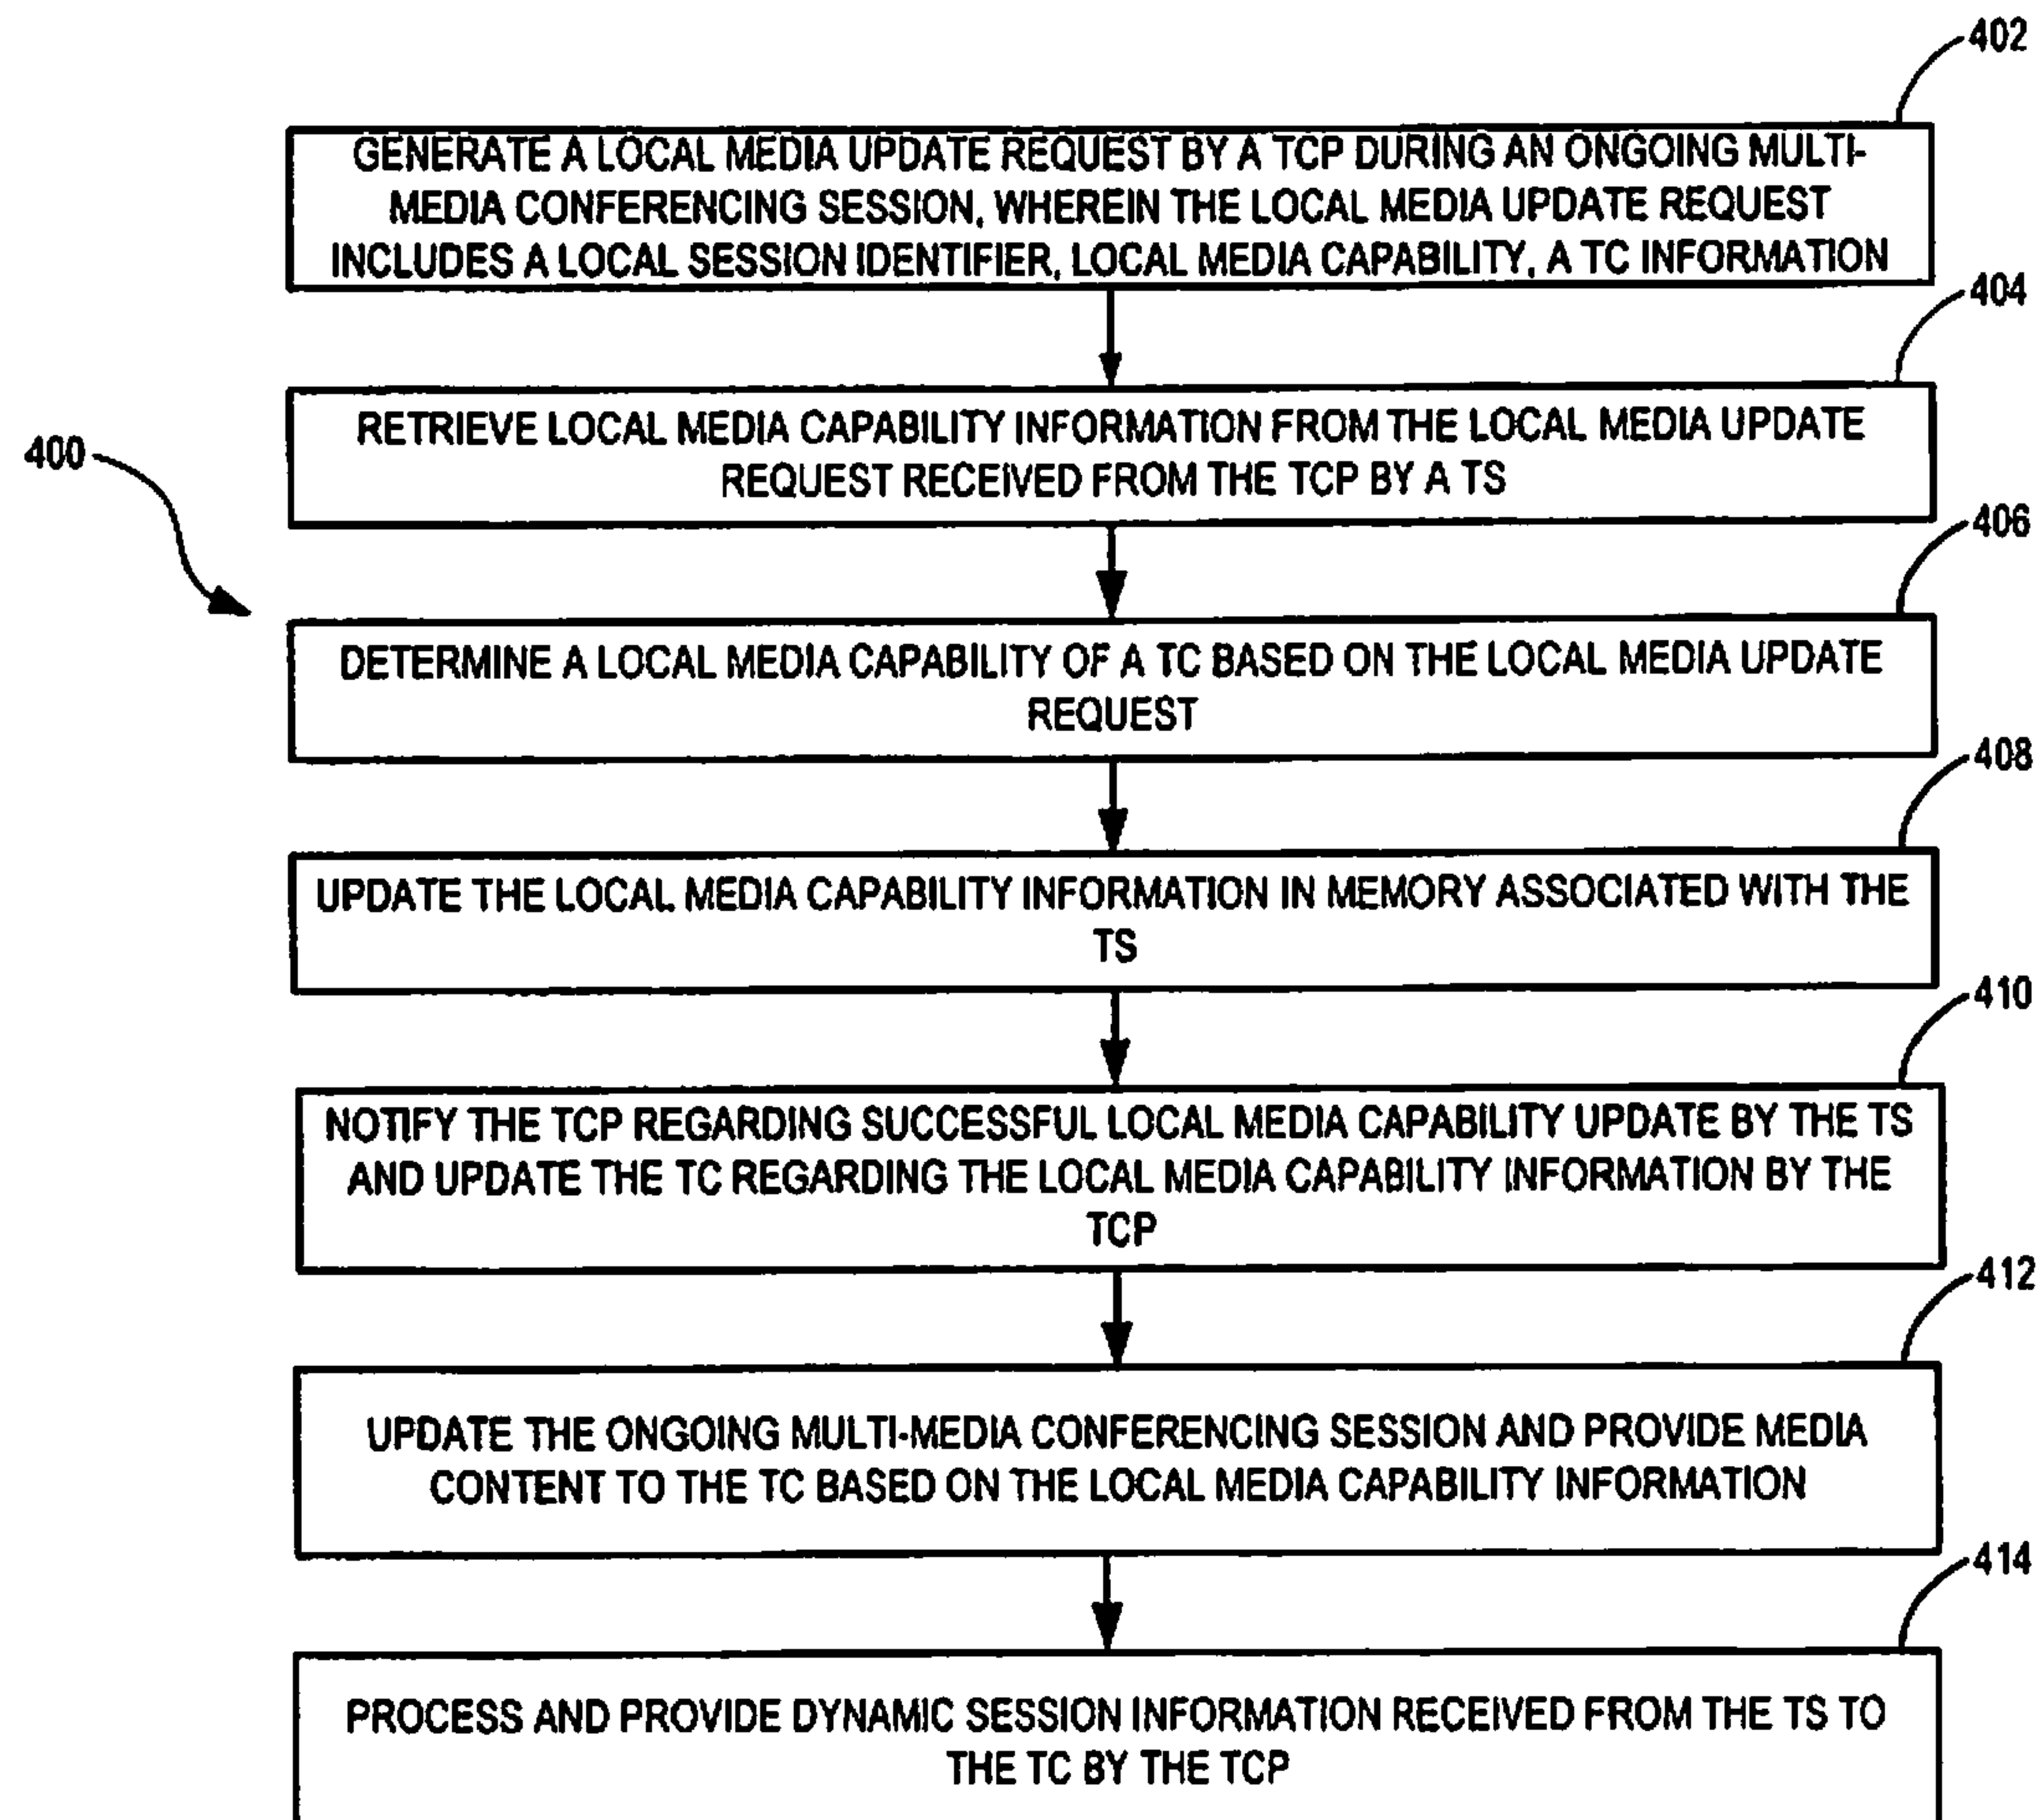 402
GENERATE A LOCAL MEDIA UPDATE REQUEST BY A TCP DURING AN ONGOING MULTI-
MEDIA CONFERENCING SESSION, WHEREIN THE LOCAL MEDIA UPDATE REQUEST
INCLUDES A LOCAL SESSION IDENTIFIER, LOCAL MEDIA CAPABILITY, A TC INFORMATION
404
RETRIEVE LOCAL MEDIA CAPABILITY INFORMATION FROM THE LOCAL MEDIA UPDATE
REQUEST RECEIVED FROM THE TCP BY A TS
400
406
DETERMINE A LOCAL MEDIA CAPABILITY OF A TC BASED ON THE LOCAL MEDIA UPDATE
REQUEST
408
UPDATE THE LOCAL MEDIA CAPABILITY INFORMATION IN MEMORY ASSOCIATED WITH THE
TS
410
NOTIFY THE TCP REGARDING SUCCESSFUL LOCAL MEDIA CAPABILITY UPDATE BY THE TS
AND UPDATE THE TC REGARDING THE LOCAL MEDIA CAPABILITY INFORMATION BY THE
TCP
412
UPDATE THE ONGOING MULTI-MEDIA CONFERENCING SESSION AND PROVIDE MEDIA
CONTENT TO THE TC BASED ON THE LOCAL MEDIA CAPABILITY INFORMATION
414
PROCESS AND PROVIDE DYNAMIC SESSION INFORMATION RECEIVED FROM THE TS TO
THE TC BY THE TCP